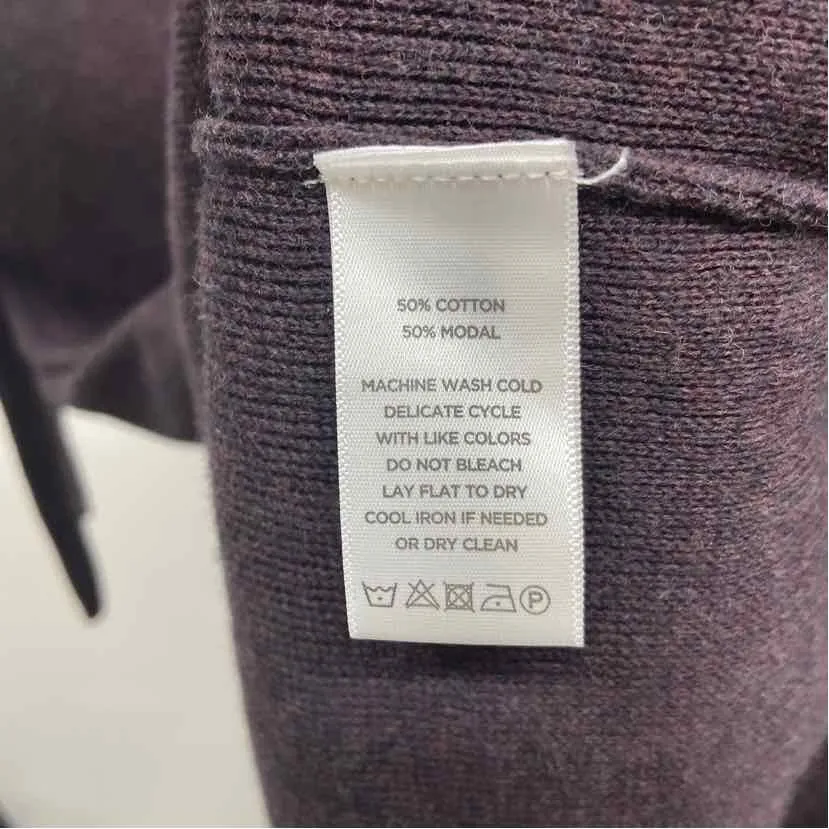 50% COTTON
50% MODAL
MACHINE WASH COLD
DELICATE CYCLE
WITH LIKE COLORS
DO NOT BLEACH
LAY FLAT TO DRY
COOL IRON IF NEEDED
OR DRY CLEAN
P